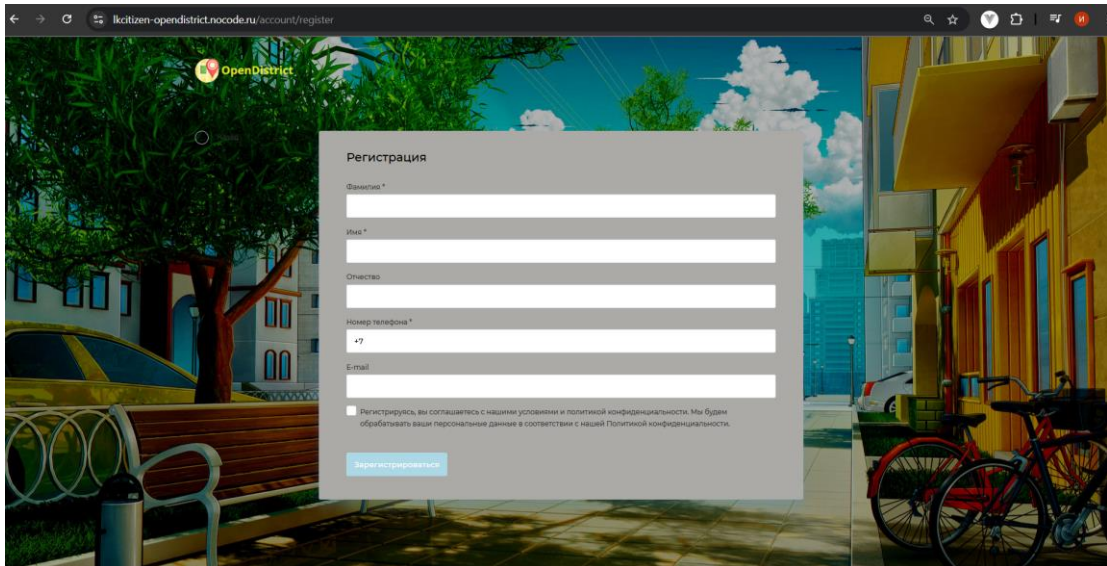 lkcitizen-opendistrict.nocode.ru/account/register
И
OpenDistrict
Регистрация
Фамилия *
Имя *
Отчество
Номер телефона *
+7
E-mail
Регистрируясь, вы соглашаетесь с нашими условиями и политикой конфиденциальности. Мы будем
обрабатывать ваши персональные данные в соответствии с нашей Политикой конфиденциальности.
Зарегистрироваться